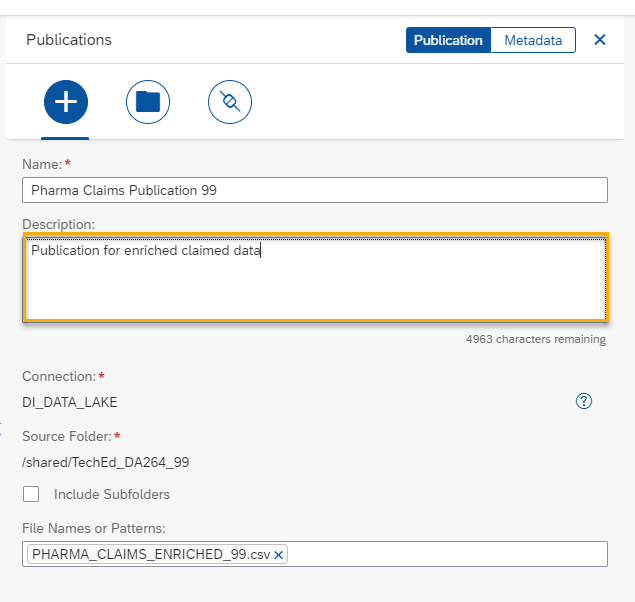 Publications
Publication Metadata
Name: *
Pharma Claims Publication 99
Description:
Publication for enriched claimed data
4963 characters remaining
Connection: *
DI_DATA_LAKE
Source Folder: *
/shared/TechEd_DA264_99
Include Subfolders
File Names or Patterns:
PHARMA_CLAIMS_ENRICHED_99.csv